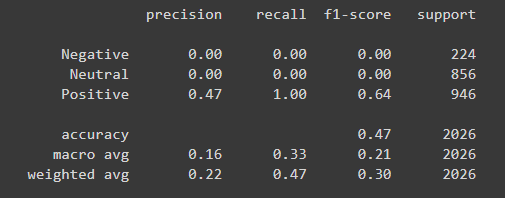 precision recall f1-score support
Negative 0.00 0.00 0.00 224
Neutral 0.00 0.00 0.00 856
Positive 0.47 1.00 0.64 946
accuracy 0.47 2026
macro avg 0.16 0.33 0.21 2026
weighted avg 0.22 0.47 0.30 2026